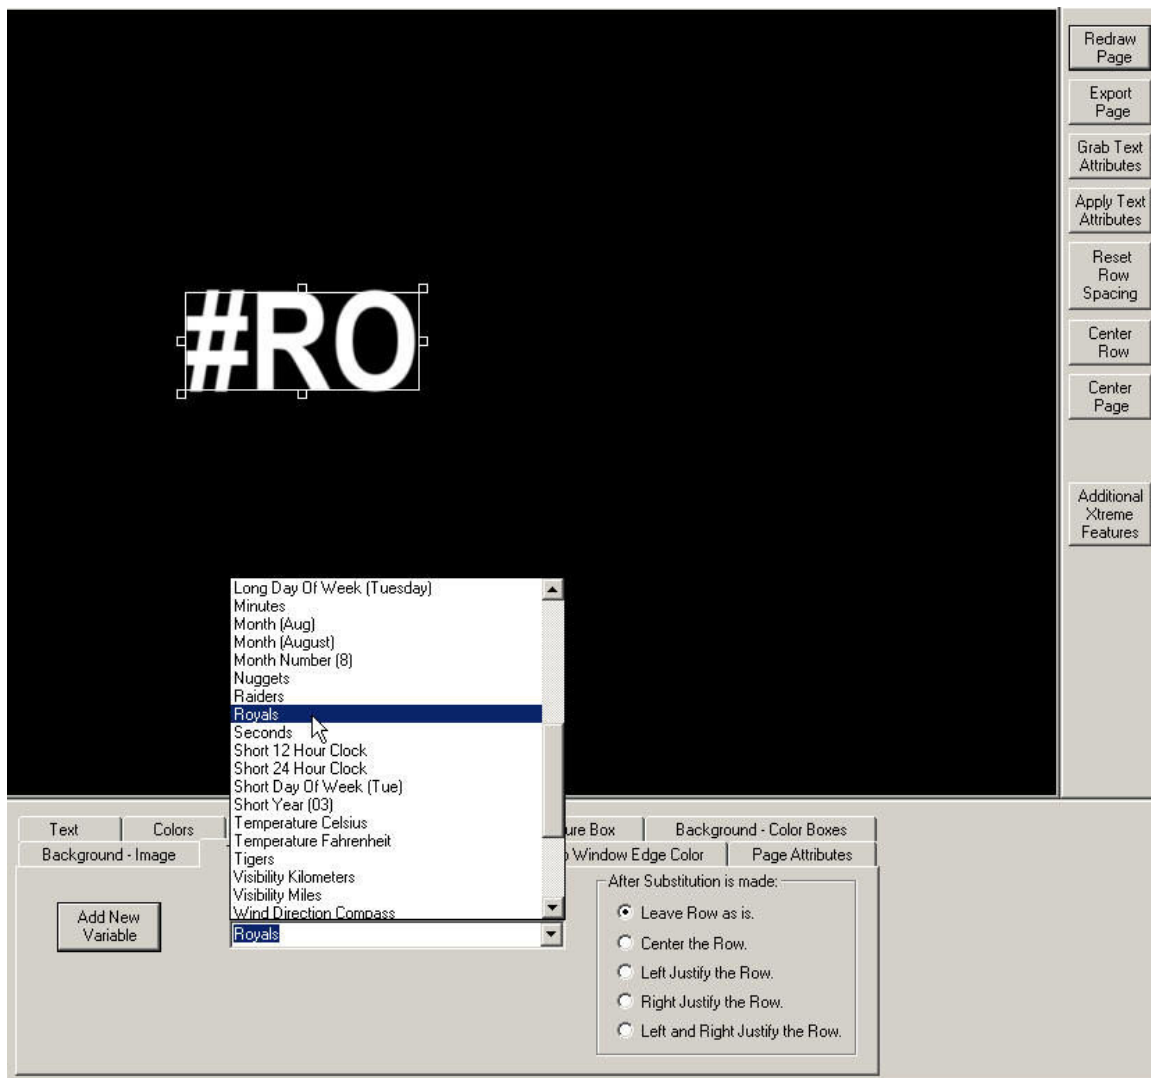 Redraw
Page
Export
Page
Grab Text
Attributes
Apply Text
Attributes
Reset
Row
Spacing
Center
Row
Center
Page
Additional
Xtreme
Features
#RO
Long Day Of Week (Tuesday)
Minutes
Month (Aug)
Month (August)
Month Number (8)
Nuggets
Raiders
Royals
Seconds
Short 12 Hour Clock
Short 24 Hour Clock
Short Day Of Week (Tue)
Short Year (03)
Temperature Celsius
Temperature Fahrenheit
Tigers
Visibility Kilometers
Visibility Miles
Wind Direction Compass
Royals
Text Colors Box Background - Color Boxes
Background - Image Window Edge Color Page Attributes
Add New
Variable
After Substitution is made:
Leave Row as is.
Center the Row.
Left Justify the Row.
Right Justify the Row.
Left and Right Justify the Row.